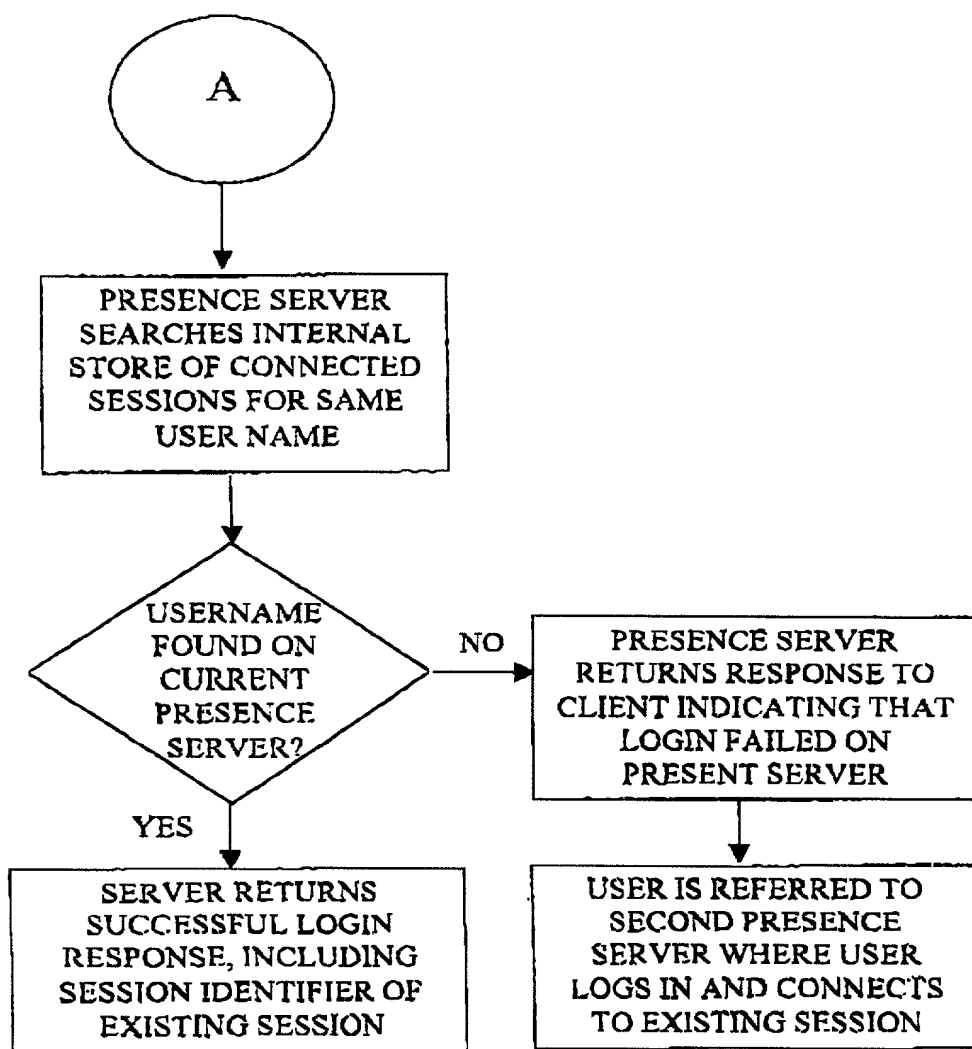 A
PRESENCE SERVER
SEARCHES INTERNAL
STORE OF CONNECTED
SESSIONS FOR SAME
USER NAME
USERNAME
FOUND ON
CURRENT
PRESENCE
SERVER?
NO
PRESENCE SERVER
RETURNS RESPONSE TO
CLIENT INDICATING THAT
LOGIN FAILED ON
PRESENT SERVER
YES
SERVER RETURNS
SUCCESSFUL LOGIN
RESPONSE, INCLUDING
SESSION IDENTIFIER OF
EXISTING SESSION
USER IS REFERRED TO
SECOND PRESENCE
SERVER WHERE USER
LOGS IN AND CONNECTS
TO EXISTING SESSION